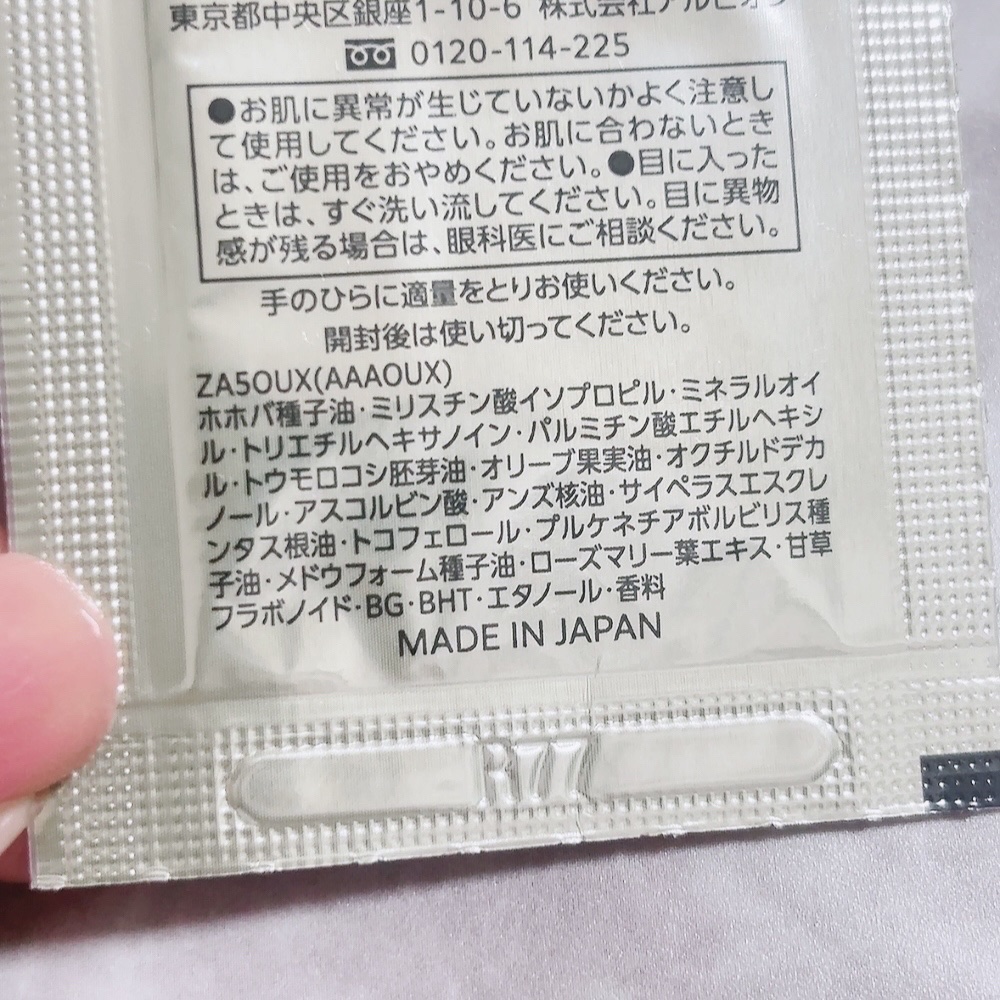 東京都中央区銀座1-10-6 株式会社アルビオン
0120-114-225
●お肌に異常が生じていないかよく注意し
て使用してください。お肌に合わないとき
は、ご使用をおやめください。●目に入った
ときは、すぐ洗い流してください。目に異物
感が残る場合は、眼科医にご相談ください。
手のひらに適量をとりお使いください。
開封後は使い切ってください。
ZA5OUX(AAAOUX)
ホホバ種子油・ミリスチン酸イソプロピル・ミネラルオイ
ル・トリエチルヘキサノイン・パルミチン酸エチルヘキシ
ル・トウモロコシ胚芽油・オリーブ果実油・オクチルドデカ
ノール・アスコルビン酸・アンズ核油・サイペラスエスクレ
ンタス根油・トコフェロール・プルケネチアボルビリス種
子油・メドウフォーム種子油・ローズマリー葉エキス・甘草
フラボノイド・BG・BHT・エタノール・香料
MADE IN JAPAN